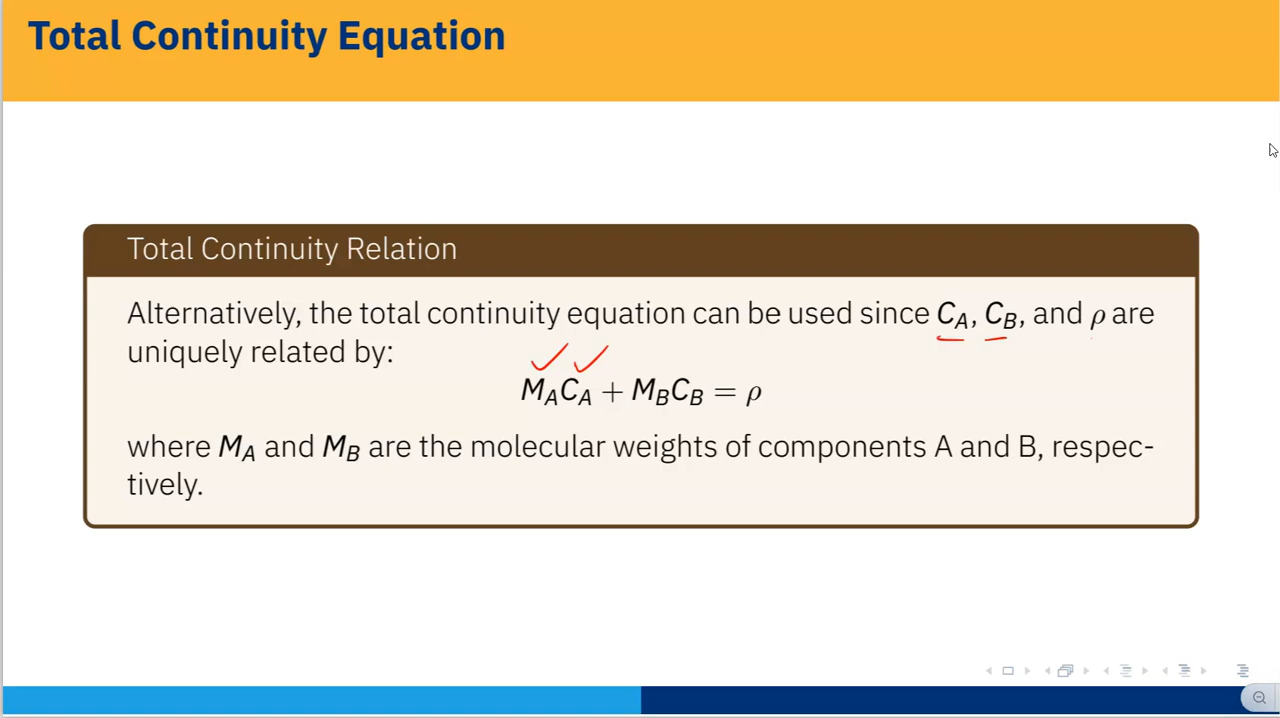 Total Continuity Equation
Total Continuity Relation
Alternatively, the total continuity equation can be used since C_A, C_B, and ρ are
uniquely related by:
M_AC_A + M_BC_B = ρ
where M_A and M_B are the molecular weights of components A and B, respec-
tively.